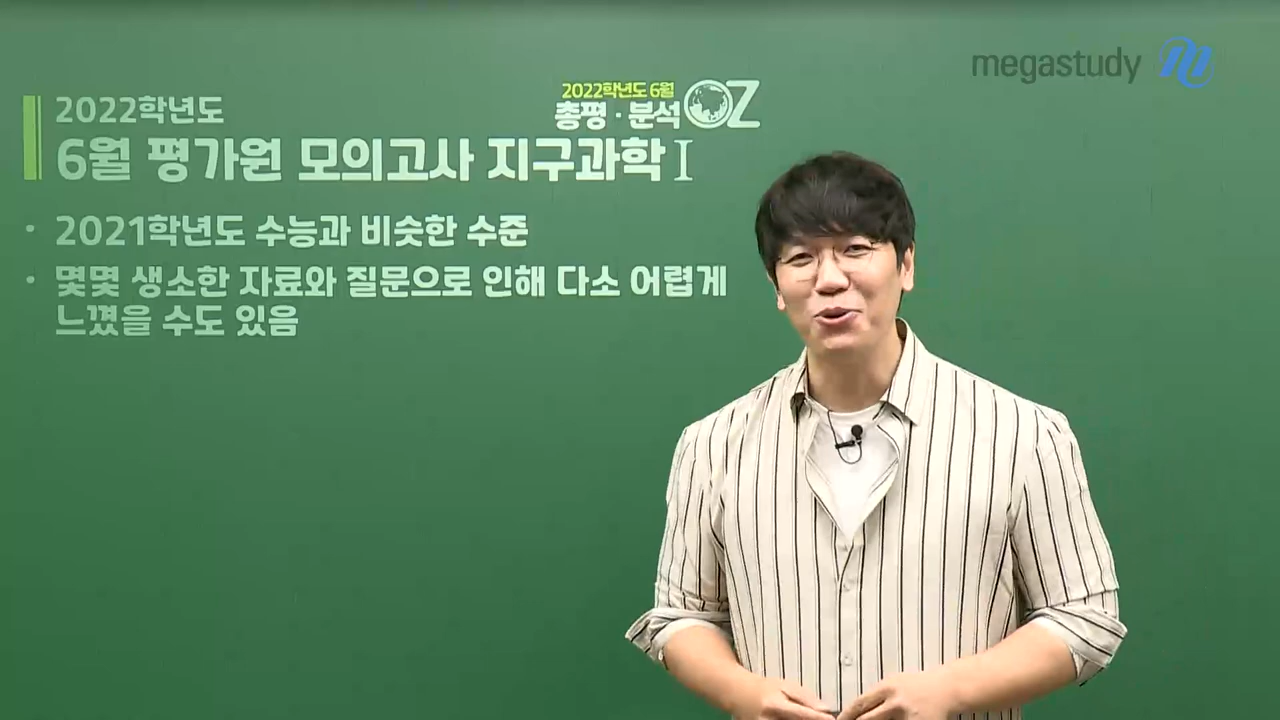 megastudy
2022학년도 6월
총평·분석 OZ
2022학년도
6월 평가원 모의고사 지구과학Ⅰ
• 2021학년도 수능과 비슷한 수준
• 몇몇 생소한 자료와 질문으로 인해 다소 어렵게
느꼈을 수도 있음